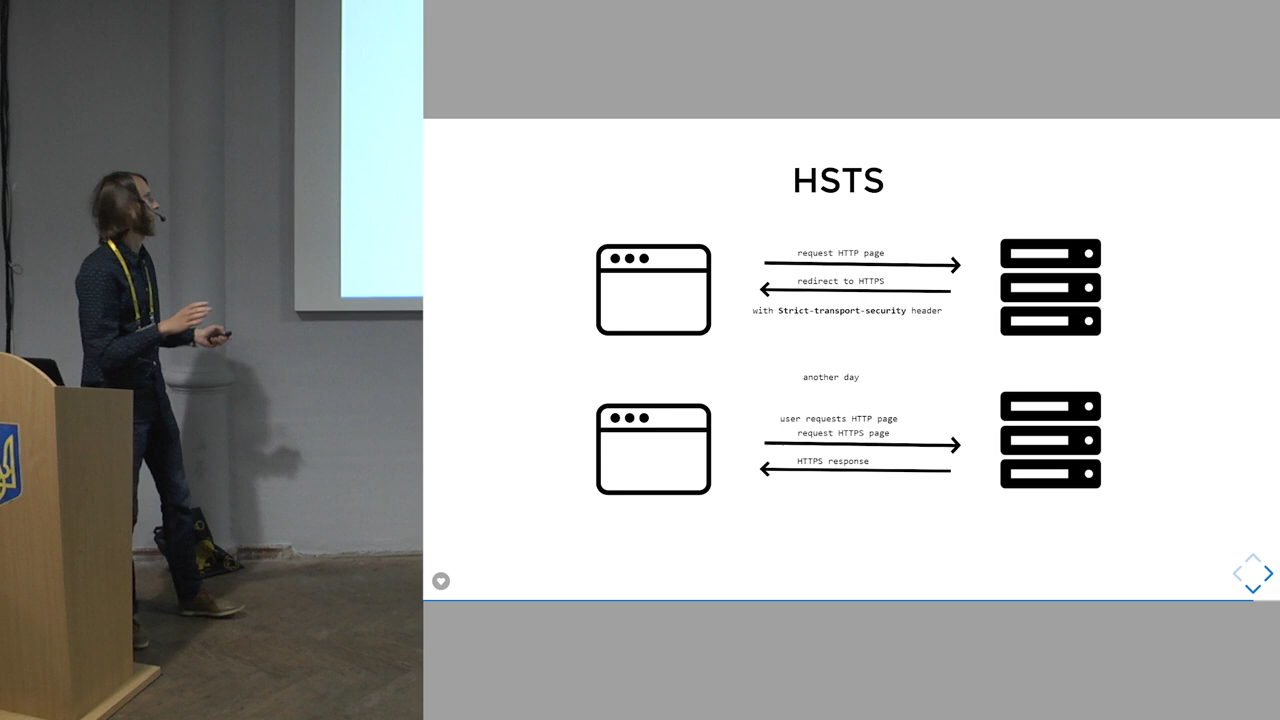 HSTS
request HTTP page
redirect to HTTPS
with Strict-transport-security header
another day
user requests HTTP page
request HTTPS page
HTTPS response